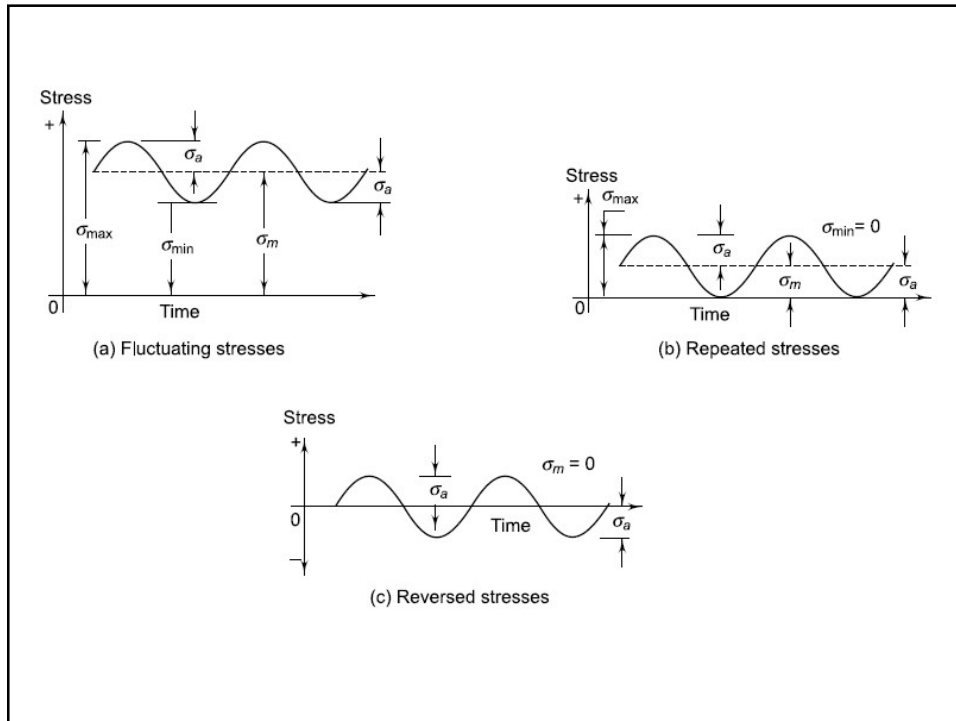 Stress
+
σa
σa
σmax
σmin
σm
0
Time
(a) Fluctuating stresses
Stress
+
σmax
σmin = 0
σa
σm
σa
0
Time
(b) Repeated stresses
Stress
+
σm = 0
σa
0
Time
σa
–
(c) Reversed stresses